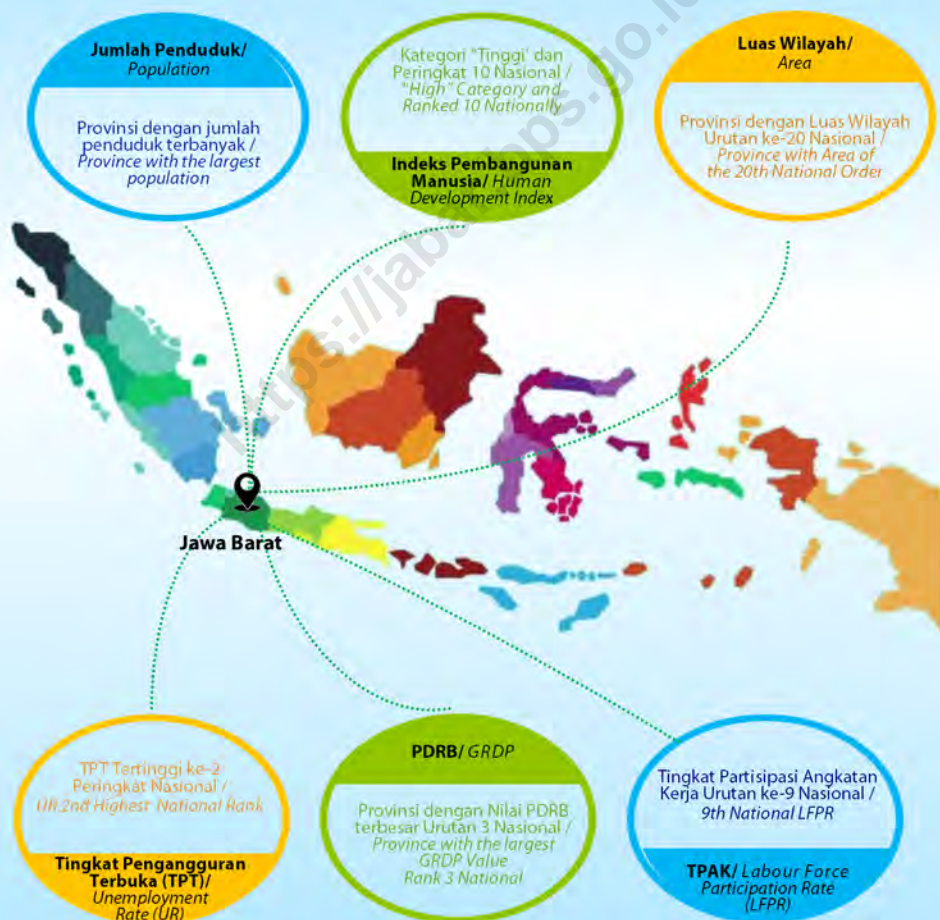 Jumlah Penduduk/
Population
Provinsi dengan jumlah
penduduk terbanyak /
Province with the largest
population
Kategori "Tinggi' dan
Peringkat 10 Nasional /
"High" Category and
Ranked 10 Nationally
Indeks Pembangunan
Manusia/ Human
Development Index
Luas Wilayah/
Area
Provinsi dengan Luas Wilayah
Urutan ke-20 Nasional /
Province with Area of
the 20th National Order
Jawa Barat
TPT Tertinggi ke-2
Peringkat Nasional /
UR 2nd Highest National Rank
Tingkat Pengangguran
Terbuka (TPT)/
Unemployment
Rate (UR)
PDRB/ GRDP
Provinsi dengan Nilai PDRB
terbesar Urutan 3 Nasional /
Province with the largest
GRDP Value
Rank 3 National
Tingkat Partisipasi Angkatan
Kerja Urutan ke-9 Nasional /
9th National LFPR
TPAK/ Labour Force
Participation Rate
(LFPR)